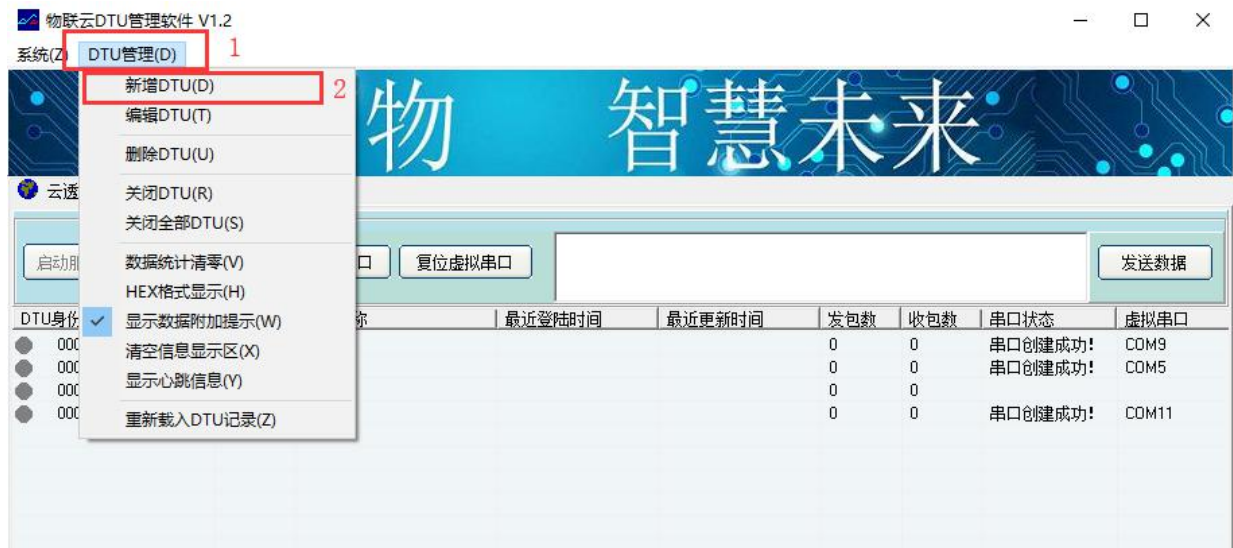 物联云DTU管理软件 V1.2
系统(Z) DTU管理(D) 1
新增DTU(D) 2
编辑DTU(T)
删除DTU(U)
关闭DTU(R)
关闭全部DTU(S)
数据统计清零(V)
HEX格式显示(H)
显示数据附加提示(W)
清空信息显示区(X)
显示心跳信息(Y)
重新载入DTU记录(Z)
物 智慧未来
云透
启动 口 复位虚拟串口 发送数据
DTU身份 称 最近登陆时间 最近更新时间 发包数 收包数 串口状态 虚拟串口
000 0 0 串口创建成功! COM9
000 0 0 串口创建成功! COM5
000 0 0
000 0 0 串口创建成功! COM11